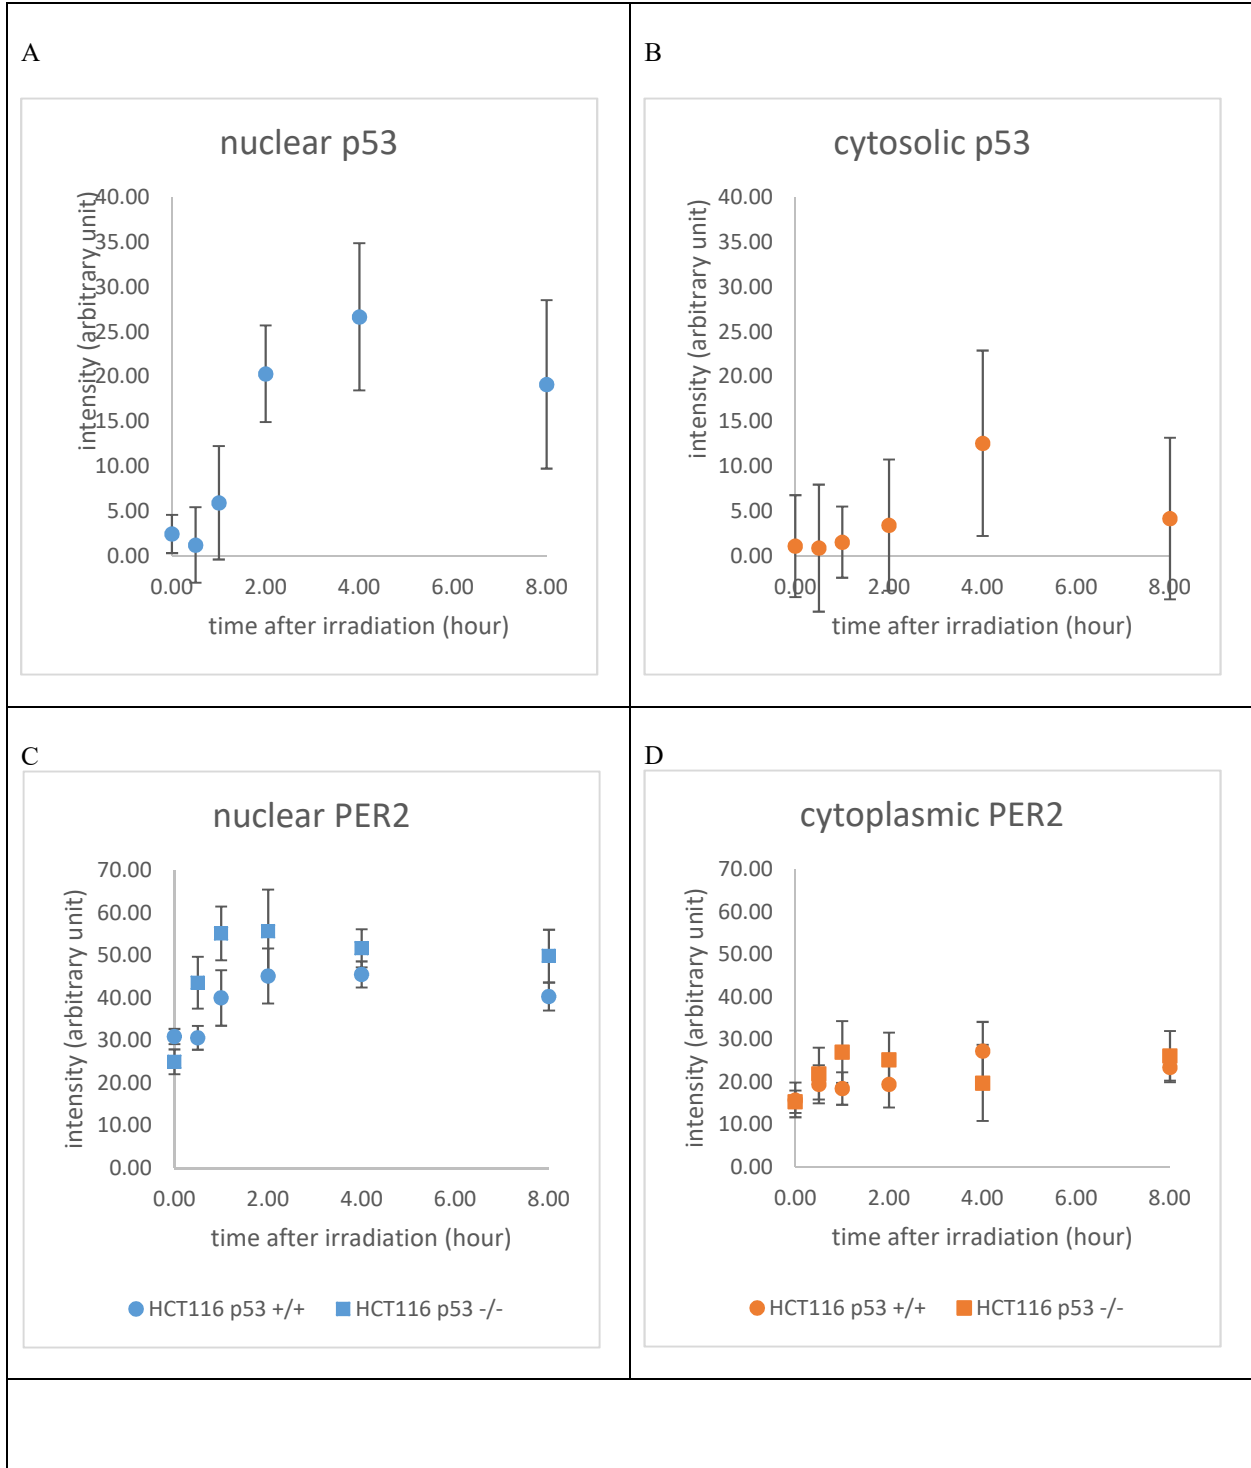 A
nuclear p53
intensity (arbitrary unit)
40.00
35.00
30.00
25.00
20.00
15.00
10.00
5.00
0.00
0.00 2.00 4.00 6.00 8.00
time after irradiation (hour)
B
cytosolic p53
intensity (arbitrary unit)
40.00
35.00
30.00
25.00
20.00
15.00
10.00
5.00
0.00
0.00 2.00 4.00 6.00 8.00
time after irradiation (hour)
C
nuclear PER2
intensity (arbitrary unit)
70.00
60.00
50.00
40.00
30.00
20.00
10.00
0.00
0.00 2.00 4.00 6.00 8.00
time after irradiation (hour)
HCT116 p53 +/+ HCT116 p53 -/-
D
cytoplasmic PER2
intensity (arbitrary unit)
70.00
60.00
50.00
40.00
30.00
20.00
10.00
0.00
0.00 2.00 4.00 6.00 8.00
time after irradiation (hour)
HCT116 p53 +/+ HCT116 p53 -/-